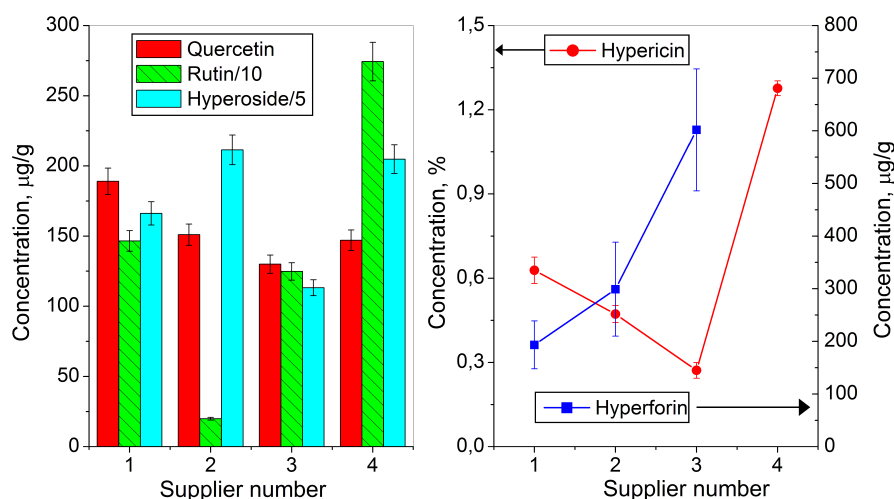 Concentration, μg/g
300
250
200
150
100
50
0
Quercetin
Rutin/10
Hyperoside/5
1 2 3 4
Supplier number
Concentration, %
1,5
1,2
0,9
0,6
0,3
0,0
Hypericin
Hyperforin
1 2 3 4
Supplier number
800
700
600
500
400
300
200
100
0
Concentration, μg/g